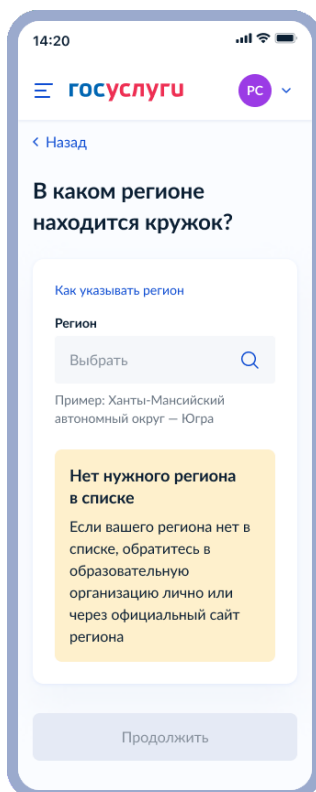 14:20
госуслуги
РС
Назад
В каком регионе
находится кружок?
Как указывать регион
Регион
Выбрать
Пример: Ханты-Мансийский
автономный округ — Югра
Нет нужного региона
в списке
Если вашего региона нет в
списке, обратитесь в
образовательную
организацию лично или
через официальный сайт
региона
Продолжить